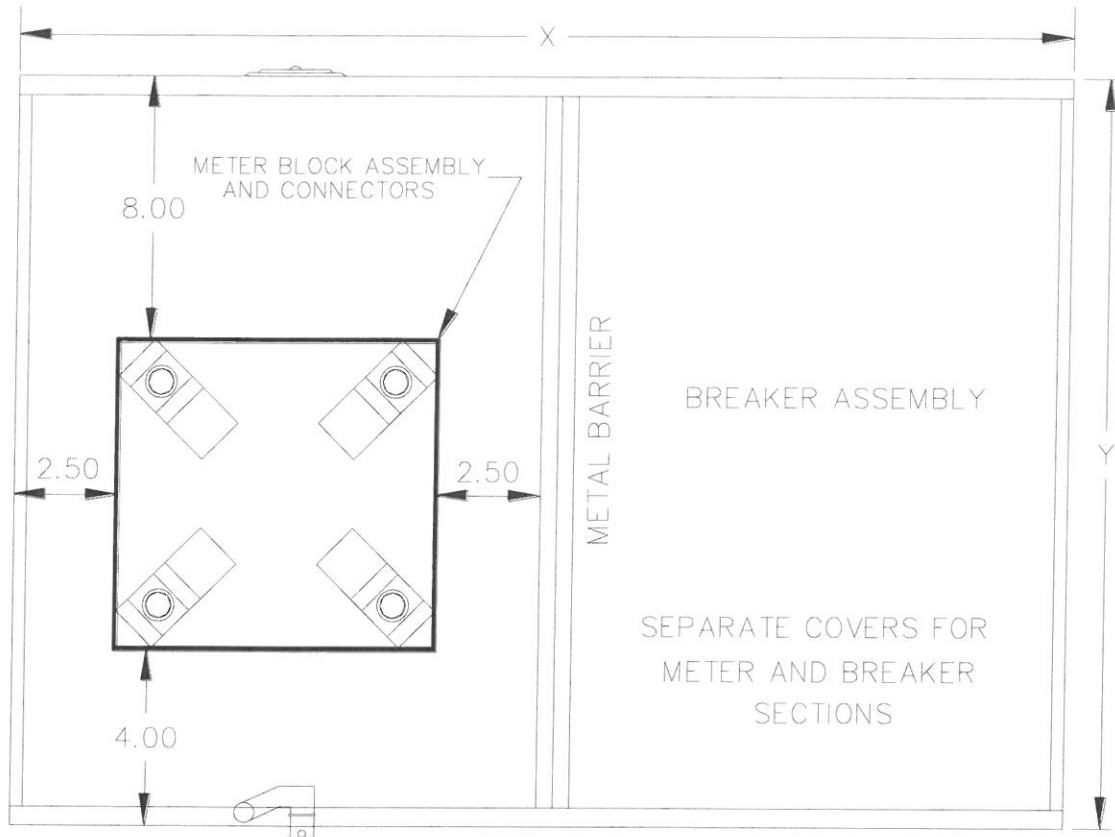 X
METER BLOCK ASSEMBLY
AND CONNECTORS
8.00
METAL BARRIER
BREAKER ASSEMBLY
Y
2.50
2.50
SEPARATE COVERS FOR
METER AND BREAKER
SECTIONS
4.00